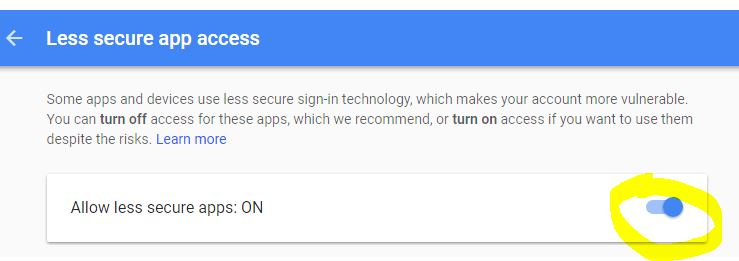 Less secure app access
Some apps and devices use less secure sign-in technology, which makes your account more vulnerable.
You can turn off access for these apps, which we recommend, or turn on access if you want to use them
despite the risks. Learn more
Allow less secure apps: ON